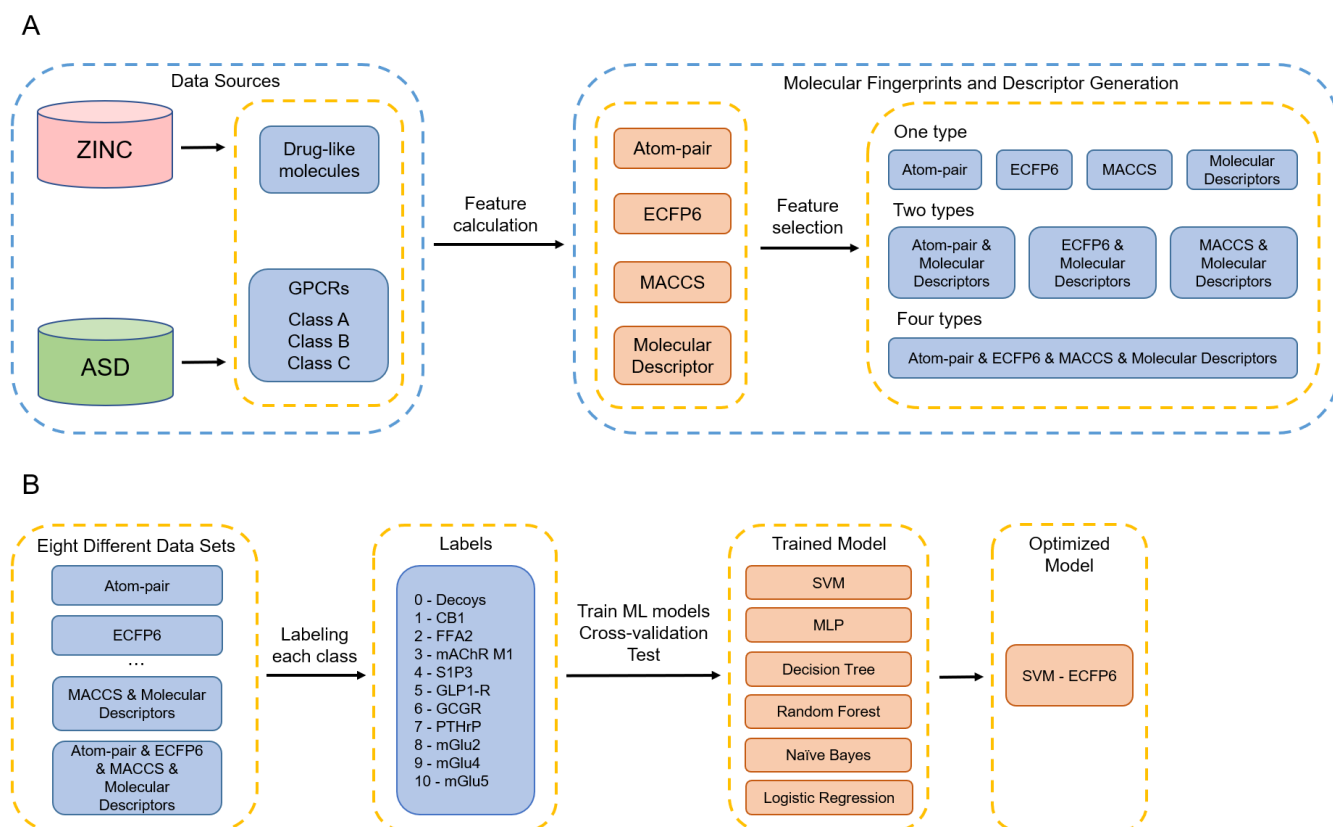 A
Data Sources
ZINC
Drug-like
molecules
ASD
GPCRs
Class A
Class B
Class C
Feature
calculation
Molecular Fingerprints and Descriptor Generation
Atom-pair
ECFP6
MACCS
Molecular
Descriptor
Feature
selection
One type
Atom-pair
ECFP6
MACCS
Molecular
Descriptors
Two types
Atom-pair &
Molecular
Descriptors
ECFP6 &
Molecular
Descriptors
MACCS &
Molecular
Descriptors
Four types
Atom-pair & ECFP6 & MACCS & Molecular Descriptors
B
Eight Different Data Sets
Atom-pair
ECFP6
...
MACCS & Molecular
Descriptors
Atom-pair & ECFP6
& MACCS &
Molecular
Descriptors
Labeling
each class
Labels
0 - Decoys
1 - CB1
2 - FFA2
3 - mAChR M1
4 - S1P3
5 - GLP1-R
6 - GCGR
7 - PTHrP
8 - mGlu2
9 - mGlu4
10 - mGlu5
Train ML models
Cross-validation
Test
Trained Model
SVM
MLP
Decision Tree
Random Forest
Naïve Bayes
Logistic Regression
Optimized
Model
SVM - ECFP6